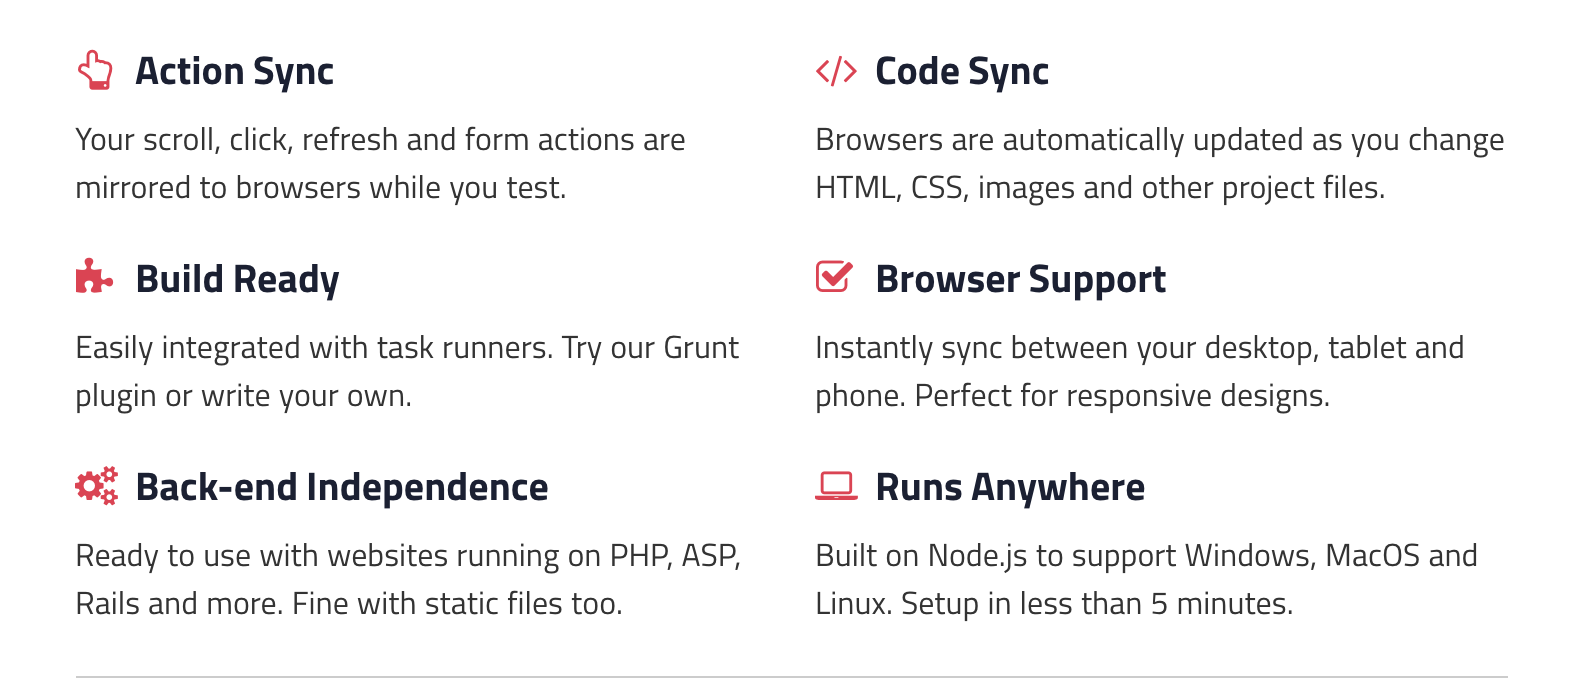 Action Sync
Your scroll, click, refresh and form actions are
mirrored to browsers while you test.
Code Sync
Browsers are automatically updated as you change
HTML, CSS, images and other project files.
Build Ready
Easily integrated with task runners. Try our Grunt
plugin or write your own.
Browser Support
Instantly sync between your desktop, tablet and
phone. Perfect for responsive designs.
Back-end Independence
Ready to use with websites running on PHP, ASP,
Rails and more. Fine with static files too.
Runs Anywhere
Built on Node.js to support Windows, MacOS and
Linux. Setup in less than 5 minutes.